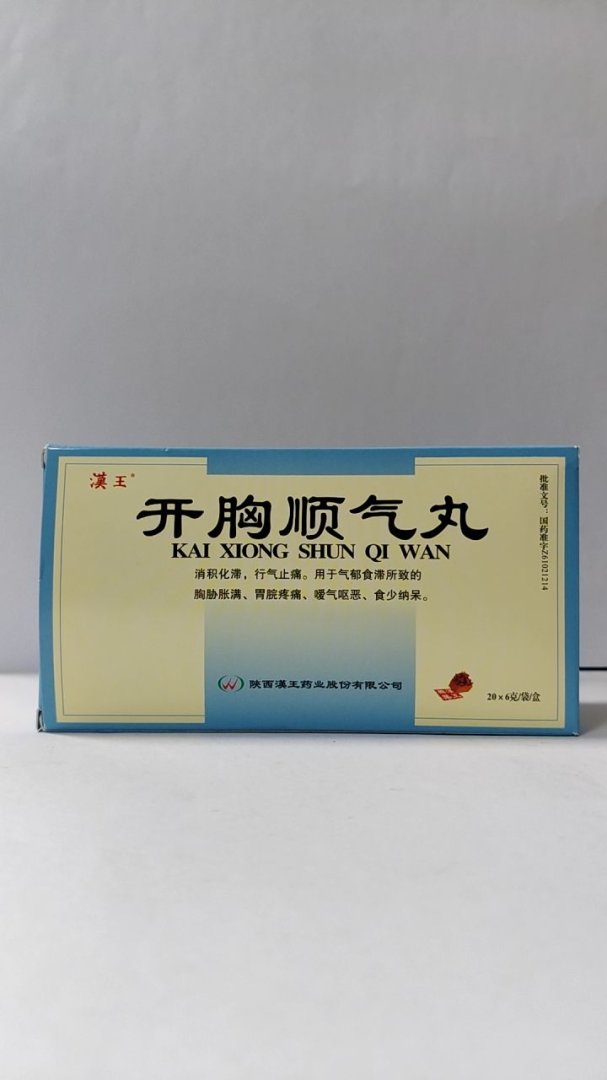 漢王®
开胸顺气丸
KAI XIONG SHUN QI WAN
消积化滞，行气止痛。用于气郁食滞所致的
胸胁胀满、胃脘疼痛、嗳气呕恶、食少纳呆。
陕西漢王药业股份有限公司
20×6克/袋/盒
批准文号：国药准字Z61021214